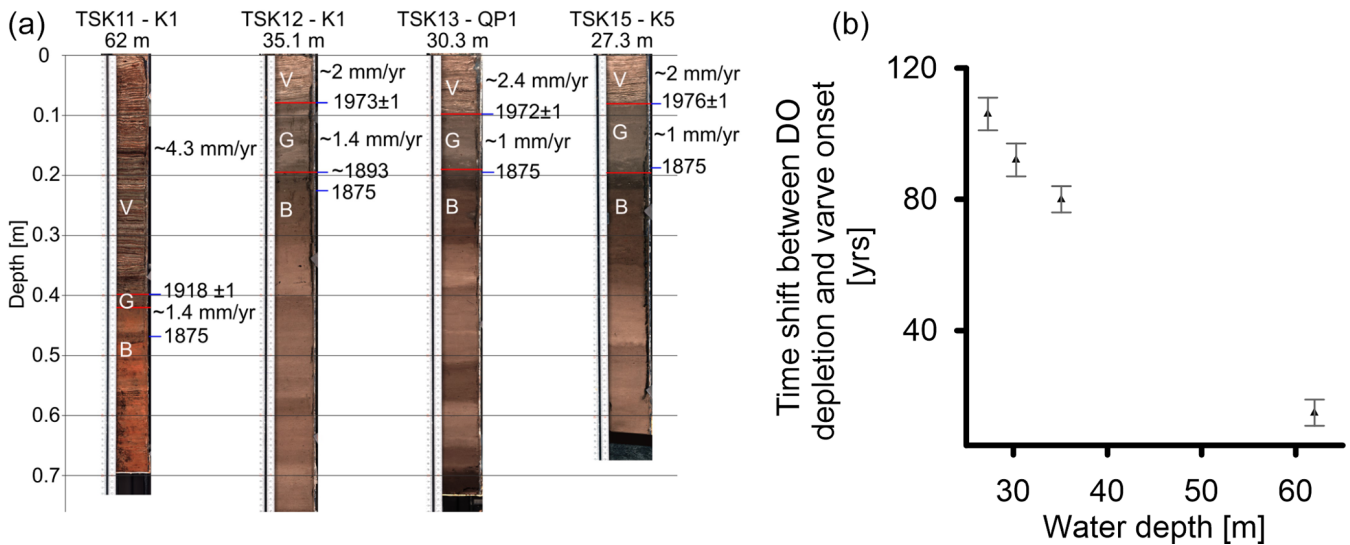 (a)
TSK11 - K1
62 m
TSK12 - K1
35.1 m
TSK13 - QP1
30.3 m
TSK15 - K5
27.3 m
Depth [m]
0
0.1
0.2
0.3
0.4
0.5
0.6
0.7
~4.3 mm/yr
V
1918 ±1
G
~1.4 mm/yr
1875
B
V
~2 mm/yr
1973±1
G
~1.4 mm/yr
~1893
1875
B
V
~2.4 mm/yr
1972±1
G
~1 mm/yr
1875
B
V
~2 mm/yr
1976±1
G
~1 mm/yr
1875
B
(b)
Time shift between DO
depletion and varve onset
[yrs]
120
80
40
30
40
50
60
Water depth [m]